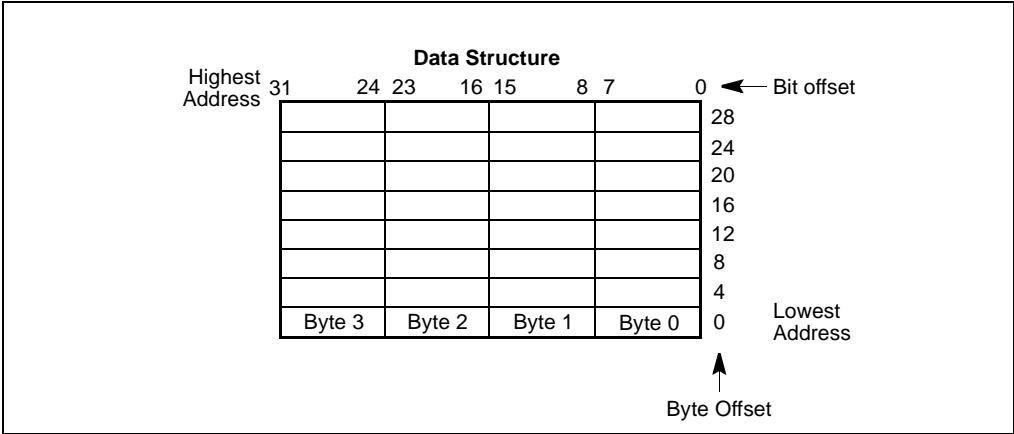 Data Structure
Highest
Address
31 24 23 16 15 8 7 0
Bit offset
28
24
20
16
12
8
4
Byte 3 Byte 2 Byte 1 Byte 0 0
Lowest
Address
Byte Offset